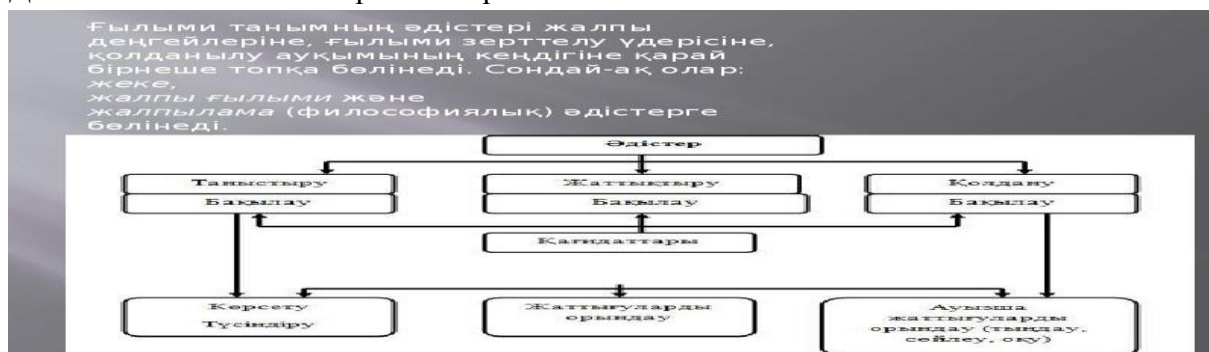 Ғылыми танымның әдістері жалпы
деңгейлеріне, ғылыми зерттелу үдерісіне,
қолданылу ауқымының кеңдігіне қарай
бірнеше топқа бөлінеді. Сондай-ақ олар:
жеке,
жалпы ғылыми және
жалпылама (философиялық) әдістерге
бөлінеді.
Әдістер
Таныстыру
Жаттықтыру
Қолдану
Бақылау
Бақылау
Бақылау
Қағидаттары
Көрсету
Түсіндіру
Жаттығуларды
орындау
Ауызша
жаттығуларды
орындау (тыңдау,
сөйлеу, оқу)